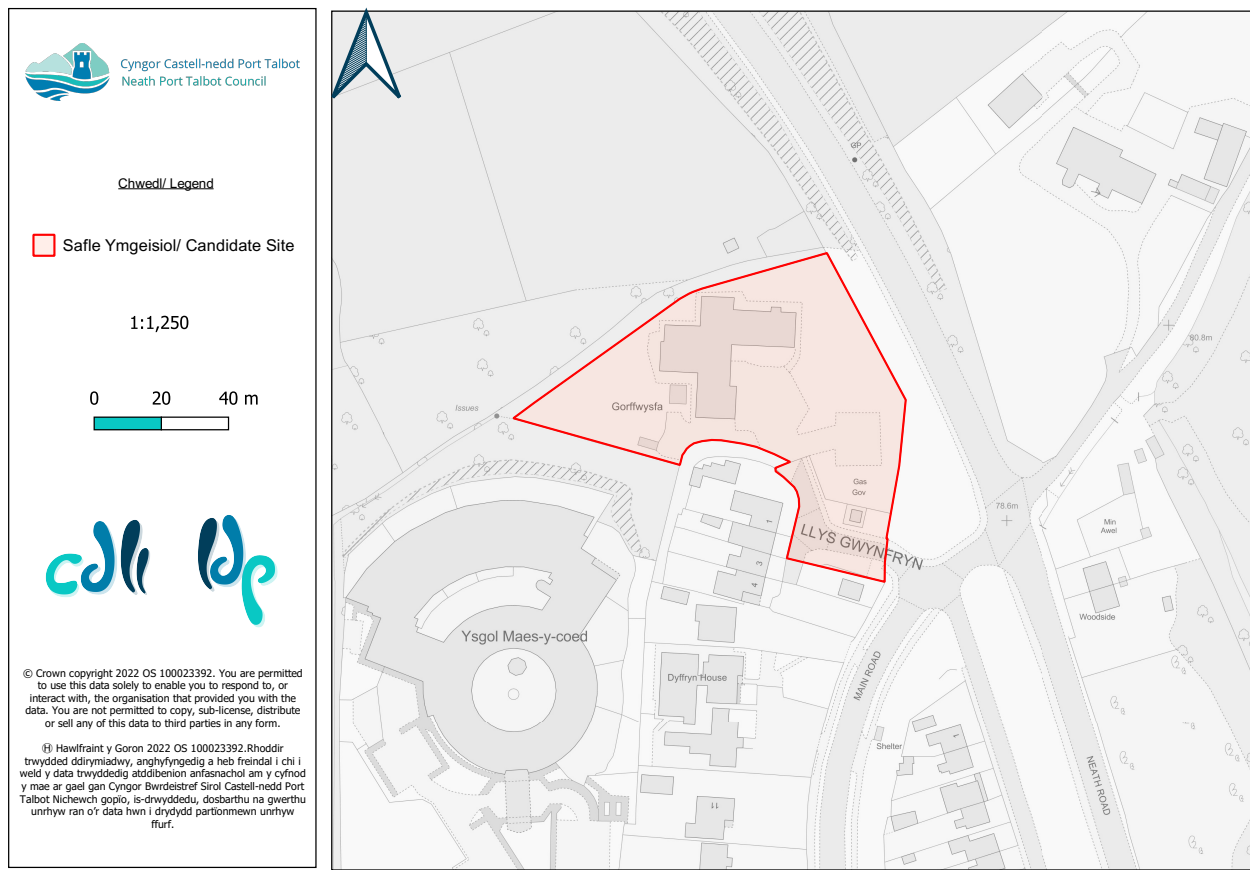 Cyngor Castell-nedd Port Talbot
Neath Port Talbot Council
Chwedl/ Legend
Safle Ymgeisiol/ Candidate Site
1:1,250
0 20 40 m
cdll ldp
© Crown copyright 2022 OS 100023392. You are permitted
to use this data solely to enable you to respond to, or
interact with, the organisation that provided you with the
data. You are not permitted to copy, sub-license, distribute
or sell any of this data to third parties in any form.
Ⓗ Hawlfraint y Goron 2022 OS 100023392.Rhoddir
trwydded ddirymiadwy, anghyfyngedig a heb freindal i chi i
weld y data trwyddedig atddibenion anfasnachol am y cyfnod
y mae ar gael gan Cyngor Bwrdeistref Sirol Castell-nedd Port
Talbot Nichewch gopïo, is-drwyddedu, dosbarthu na gwerthu
unrhyw ran o'r data hwn i drydydd partïonmewn unrhyw
ffurf.
GP
80.8m
Issues
Gorffwysfa
Gas
Gov
78.6m
LLYS GWYNFRYN
1
3
4
Min
Awel
Woodside
Ysgol Maes-y-coed
Dyffryn House
MAIN ROAD
Shelter
1
NEATH ROAD
11